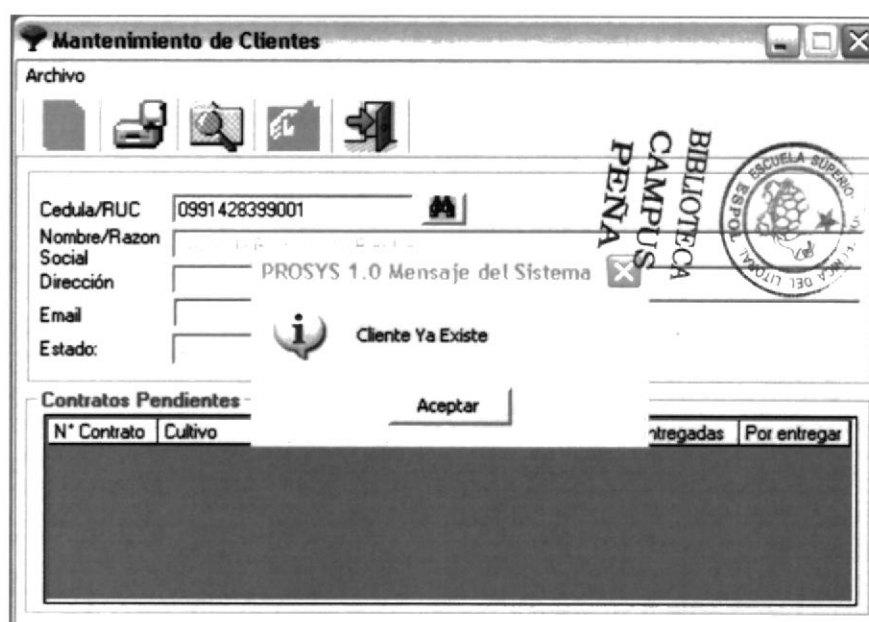 Mantenimiento de Clientes
Archivo
BIBLIOTECA
CAMPUS
PEÑA
ESCUELA SUPERIOR
DEL LITORAL
ESPOL
Cedula/RUC 0991428399001
Nombre/Razon
Social
Dirección
Email
Estado:
PROSYS 1.0 Mensaje del Sistema
Cliente Ya Existe
Aceptar
Contratos Pendientes
N° Contrato Cultivo ntregadas Por entregar